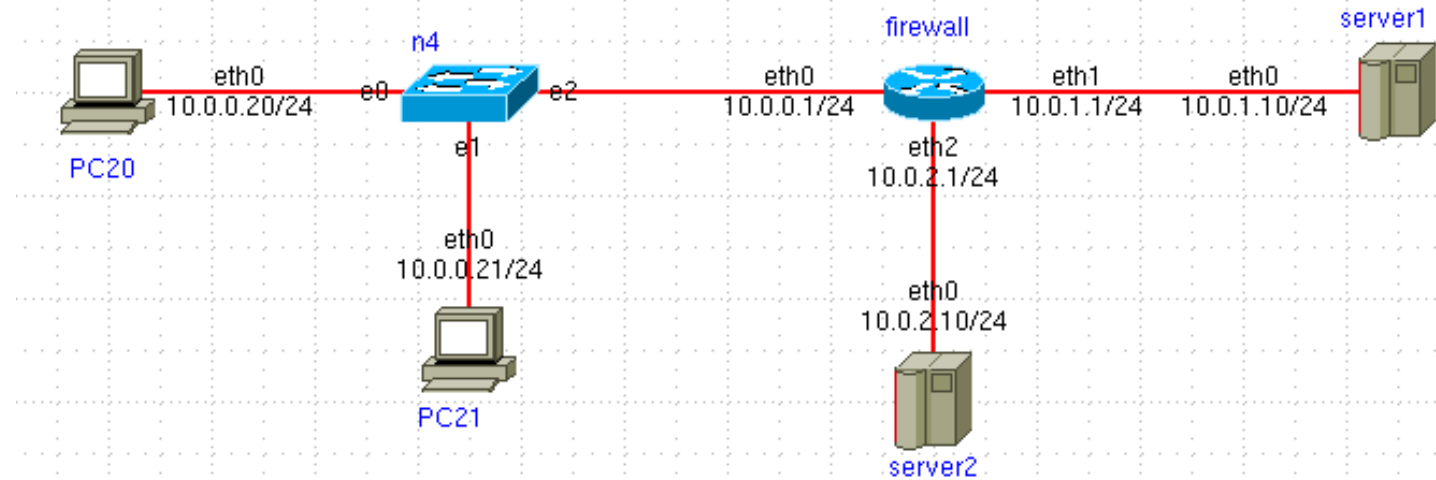 server1
firewall
n4
eth0
10.0.0.20/24
e0
e2
eth0
10.0.0.1/24
eth1
10.0.1.1/24
eth0
10.0.1.10/24
e1
eth2
10.0.2.1/24
PC20
eth0
10.0.0.21/24
eth0
10.0.2.10/24
PC21
server2